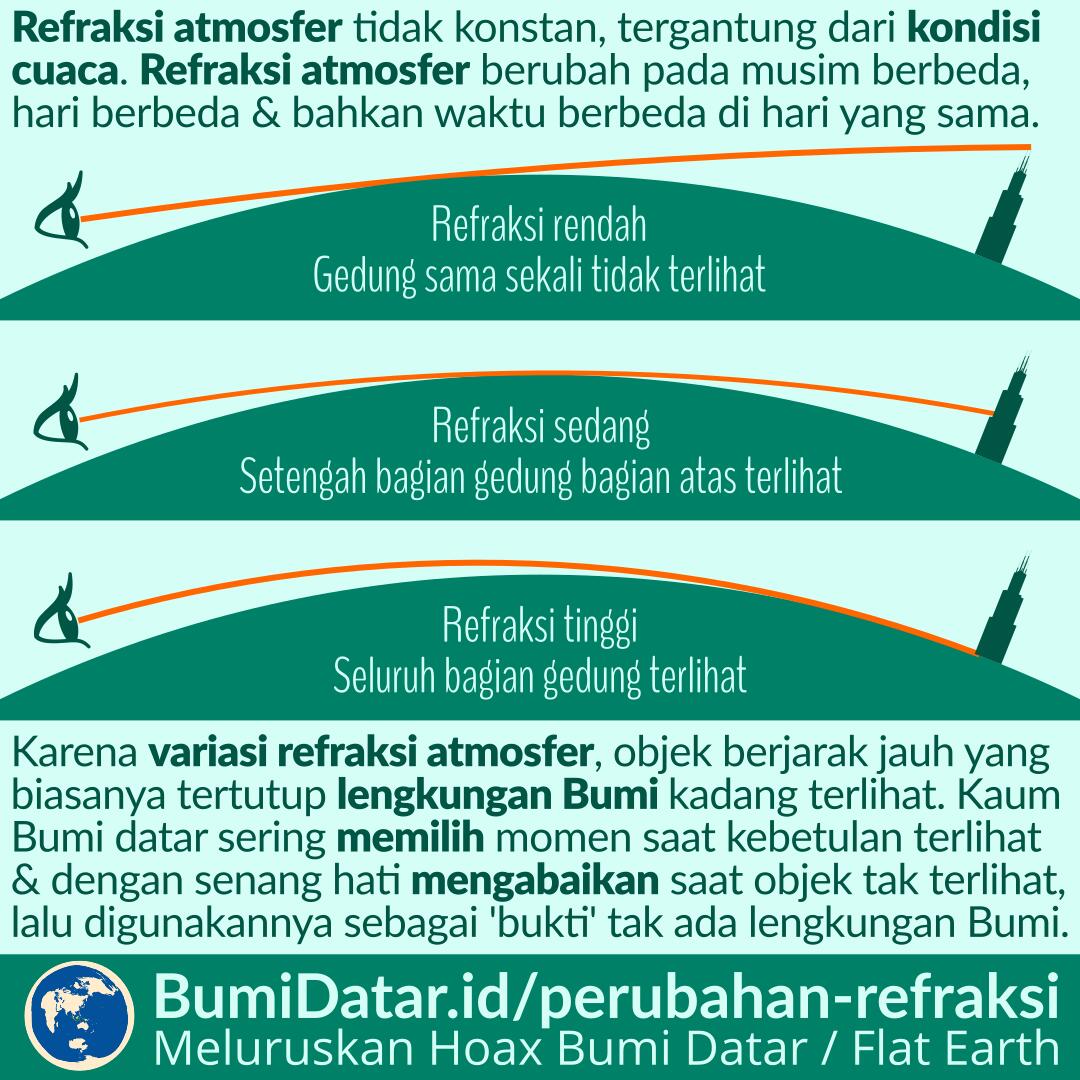 Refraksi atmosfer tidak konstan, tergantung dari kondisi
cuaca. Refraksi atmosfer berubah pada musim berbeda,
hari berbeda & bahkan waktu berbeda di hari yang sama.
Refraksi rendah
Gedung sama sekali tidak terlihat
Refraksi sedang
Setengah bagian gedung bagian atas terlihat
Refraksi tinggi
Seluruh bagian gedung terlihat
Karena variasi refraksi atmosfer, objek berjarak jauh yang
biasanya tertutup lengkungan Bumi kadang terlihat. Kaum
Bumi datar sering memilih momen saat kebetulan terlihat
& dengan senang hati mengabaikan saat objek tak terlihat,
lalu digunakannya sebagai 'bukti' tak ada lengkungan Bumi.
BumiDatar.id/perubahan-refraksi
Meluruskan Hoax Bumi Datar / Flat Earth